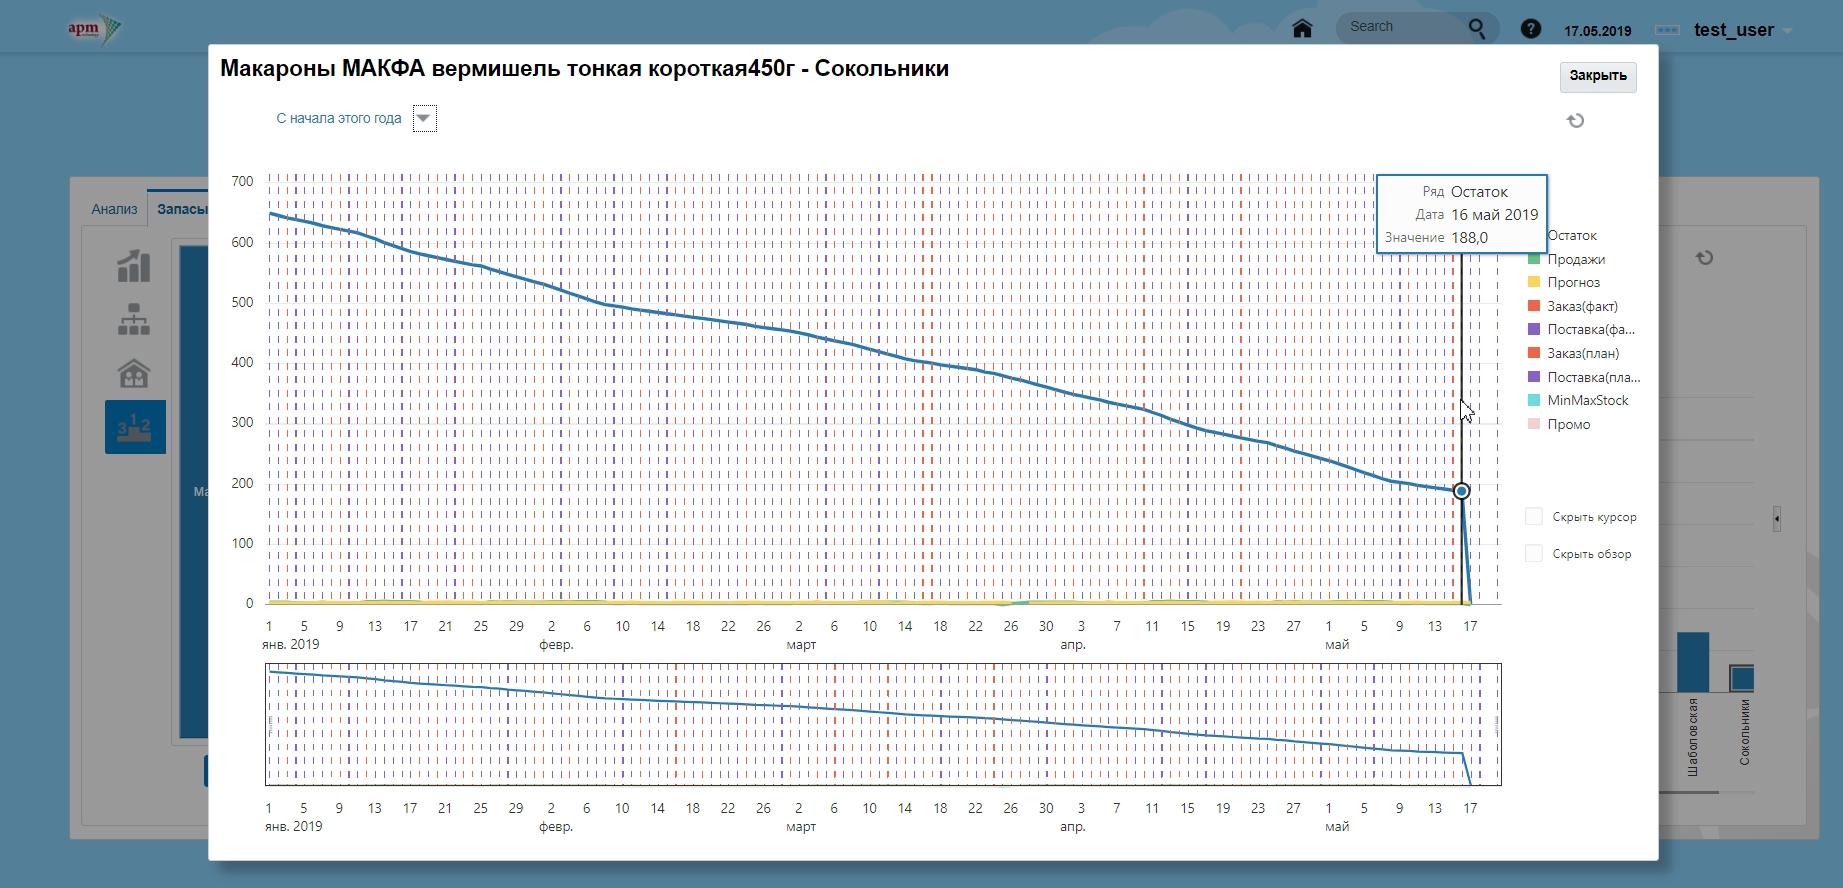 apm
Search
17.05.2019
test_user
Макароны МАКФА вермишель тонкая короткая450г - Сокольники
Закрыть
С начала этого года
Анализ
Запасы
700
600
500
400
300
200
100
0
Ряд Остаток
Дата 16 май 2019
Значение 188,0
Остаток
Продажи
Прогноз
Заказ(факт)
Поставка(фа...
Заказ(план)
Поставка(пла...
MinMaxStock
Промо
Скрыть курсор
Скрыть обзор
3 1 2
Ма
1 5 9 13 17 21 25 29 2 6 10 14 18 22 26 2 6 10 14 18 22 26 30 3 7 11 15 19 23 27 1 5 9 13 17
янв. 2019 февр. март апр. май
1 5 9 13 17 21 25 29 2 6 10 14 18 22 26 2 6 10 14 18 22 26 30 3 7 11 15 19 23 27 1 5 9 13 17
янв. 2019 февр. март апр. май
Шаболовская
Сокольники